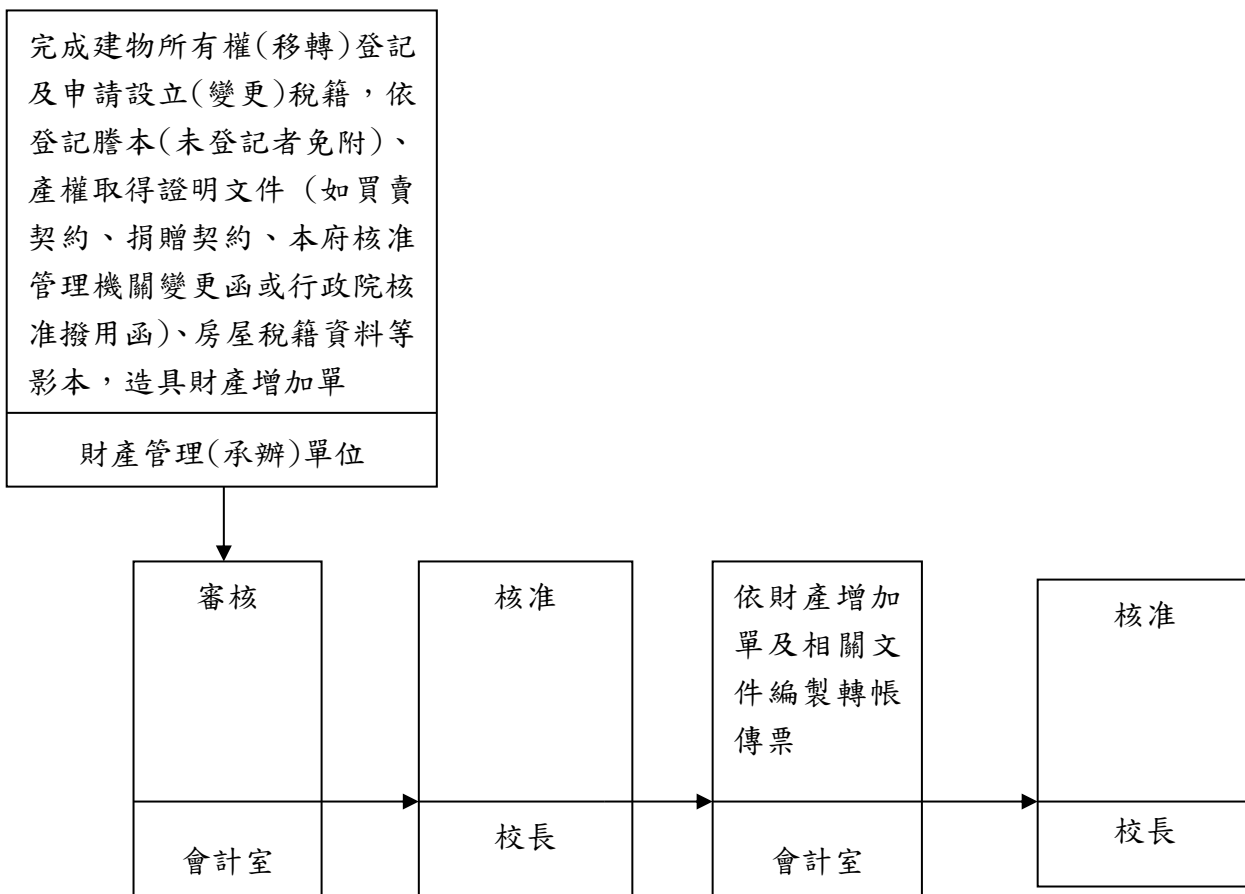 完成建物所有權(移轉)登記
及申請設立(變更)稅籍，依
登記謄本(未登記者免附)、
產權取得證明文件（如買賣
契約、捐贈契約、本府核准
管理機關變更函或行政院核
准撥用函)、房屋稅籍資料等
影本，造具財產增加單
財產管理(承辦)單位
審核
會計室
核准
校長
依財產增加
單及相關文
件編製轉帳
傳票
會計室
核准
校長